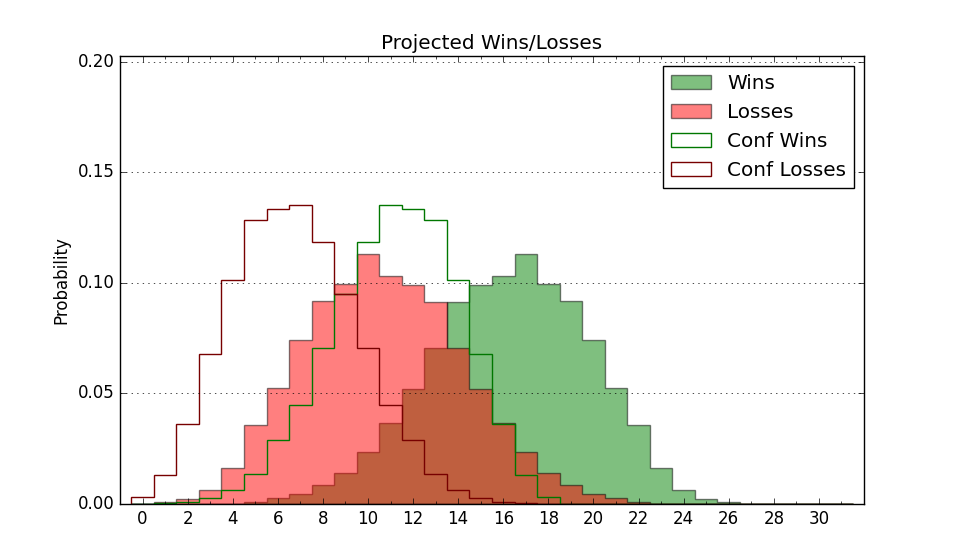 Projected Wins/Losses
0.20
0.15
0.10
0.05
0.00
Probability
Wins
Losses
Conf Wins
Conf Losses
0 2 4 6 8 10 12 14 16 18 20 22 24 26 28 30